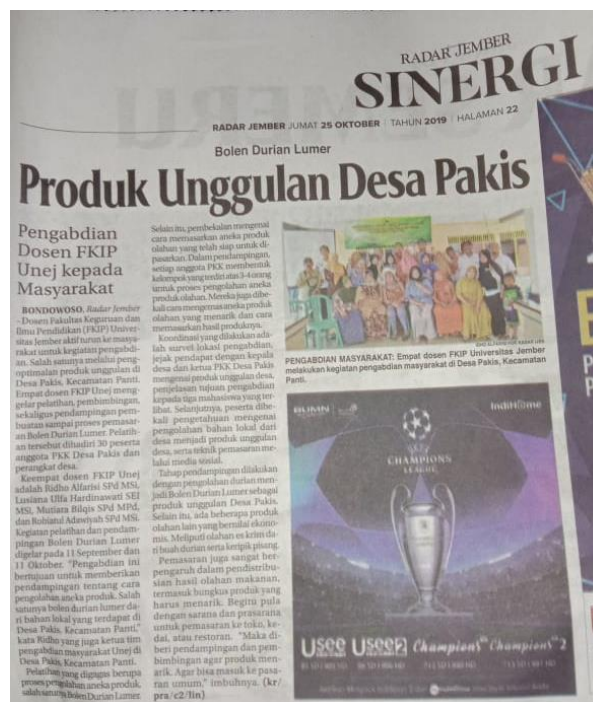 RADAR JEMBER
SINERGI
RADAR JEMBER JUMAT 25 OKTOBER | TAHUN 2019 | HALAMAN 22
Bolen Durian Lumer
Produk Unggulan Desa Pakis
Pengabdian
Dosen FKIP
Unej kepada
Masyarakat
BONDOWOSO, Radar Jember
- Dosen Fakultas Keguruan dan
Ilmu Pendidikan (FKIP) Univer-
sitas Jember aktif turun ke masya-
rakat untuk kegiatan pengabdi-
an. Salah satunya melalui peng-
optimalan produk unggulan di
Desa Pakis, Kecamatan Panti.
Empat dosen FKIP Unej meng-
gelar pelatihan, pembimbingan,
sekaligus pendampingan pem-
buatan sampai proses pemasar-
an Bolen Durian Lumer. Pelatih-
an tersebut dihadiri 30 peserta
anggota PKK Desa Pakis dan
perangkat desa.
Keempat dosen FKIP Unej
adalah Ridho Alfarisi SPd MSi,
Lusiana Ulfa Hardinawati SEI
MSi, Mutiara Bilqis SPd MPd,
dan Robiatul Adawiyah SPd MSi.
Kegiatan pelatihan dan pendam-
pingan Bolen Durian Lumer
digelar pada 11 September dan
11 Oktober. "Pengabdian ini
bertujuan untuk memberikan
pendampingan tentang cara
pengolahan aneka produk. Salah
satunya bolen durian lumer da-
ri bahan lokal yang terdapat di
Desa Pakis, Kecamatan Panti,"
kata Ridho yang juga ketua tim
pengabdian masyarakat Unej di
Desa Pakis, Kecamatan Panti.
Pelatihan yang digagas berupa
proses pengolahan aneka produk,
salah satunya Bolen Durian Lumer.
Selain itu, pembekalan mengenai
cara memasarkan aneka produk
olahan yang telah siap untuk di-
pasarkan. Dalam pendampingan,
setiap anggota PKK membentuk
kelompok yang terdiri atas 3-4 orang
untuk proses pengolahan aneka
produk olahan. Mereka juga dibe-
kali cara mengemas aneka produk
olahan yang menarik dan cara
memasarkan hasil produknya.
Koordinasi yang dilakukan ada-
lah survei lokasi pengabdian,
jejak pendapat dengan kepala
desa dan ketua PKK Desa Pakis
mengenai produk unggulan desa,
penjelasan tujuan pengabdian
kepada tiga mahasiswa yang ter-
libat. Selanjutnya, peserta dibe-
kali pengetahuan mengenai
pengolahan bahan lokal dari
desa menjadi produk unggulan
desa, serta teknik pemasaran me-
lalui media sosial.
Tahap pendampingan dilakukan
dengan pengolahan durian men-
jadi Bolen Durian Lumer sebagai
produk unggulan Desa Pakis.
Selain itu, ada beberapa produk
olahan lain yang bernilai ekono-
mis. Meliputi olahan es krim da-
ri buah durian serta keripik pisang.
Pemasaran juga sangat ber-
pengaruh dalam pendistribu-
sian hasil olahan makanan,
termasuk bungkus produk yang
harus menarik. Begitu pula
dengan sarana dan prasarana
untuk pemasaran ke toko, ke-
dai, atau restoran. "Maka di-
beri pendampingan dan pem-
bimbingan agar produk men-
arik. Agar bisa masuk ke pasa-
ran umum," imbuhnya. (kr/
pra/c2/lin)
PENGABDIAN MASYARAKAT: Empat dosen FKIP Universitas Jember
melakukan kegiatan pengabdian masyarakat di Desa Pakis, Kecamatan
Panti.
BUMN
IndiHome
UEFA
CHAMPIONS
LEAGUE
USee USee2 Champions Champions 2